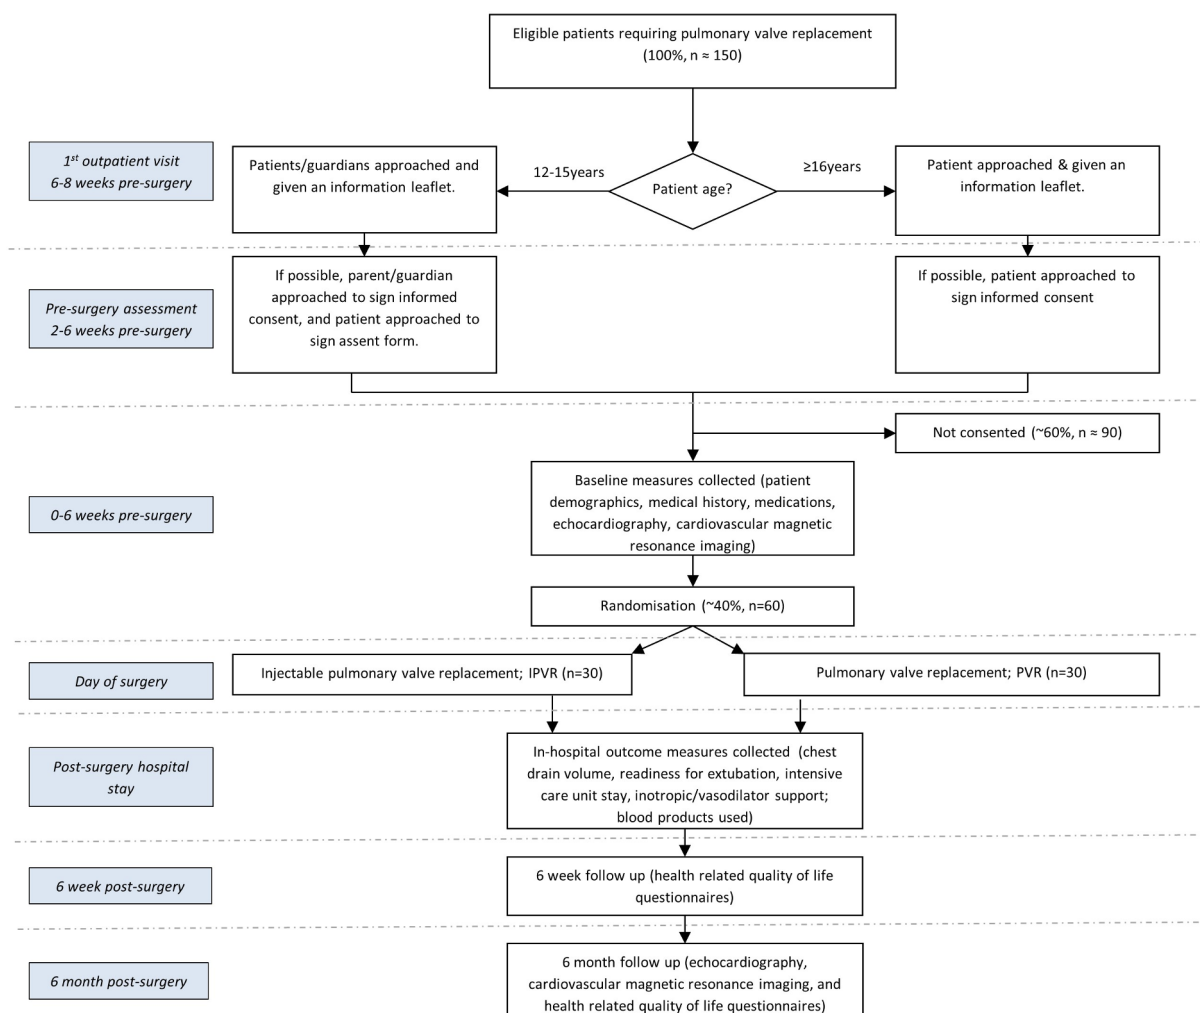 Eligible patients requiring pulmonary valve replacement
(100%, n ≈ 150)
1st outpatient visit
6-8 weeks pre-surgery
Patients/guardians approached and
given an information leaflet.
12-15years
Patient age?
≥16years
Patient approached & given an
information leaflet.
Pre-surgery assessment
2-6 weeks pre-surgery
If possible, parent/guardian
approached to sign informed
consent, and patient approached to
sign assent form.
If possible, patient approached to
sign informed consent
Not consented (~60%, n ≈ 90)
0-6 weeks pre-surgery
Baseline measures collected (patient
demographics, medical history, medications,
echocardiography, cardiovascular magnetic
resonance imaging)
Randomisation (~40%, n=60)
Day of surgery
Injectable pulmonary valve replacement; IPVR (n=30)
Pulmonary valve replacement; PVR (n=30)
Post-surgery hospital
stay
In-hospital outcome measures collected (chest
drain volume, readiness for extubation, intensive
care unit stay, inotropic/vasodilator support;
blood products used)
6 week post-surgery
6 week follow up (health related quality of life
questionnaires)
6 month post-surgery
6 month follow up (echocardiography,
cardiovascular magnetic resonance imaging, and
health related quality of life questionnaires)